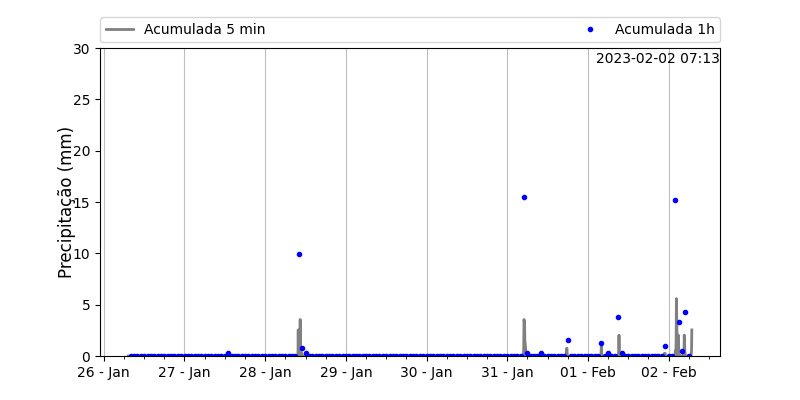 Acumulada 5 min
Acumulada 1h
2023-02-02 07:13
Precipitação (mm)
30
25
20
15
10
5
0
26 - Jan
27 - Jan
28 - Jan
29 - Jan
30 - Jan
31 - Jan
01 - Feb
02 - Feb